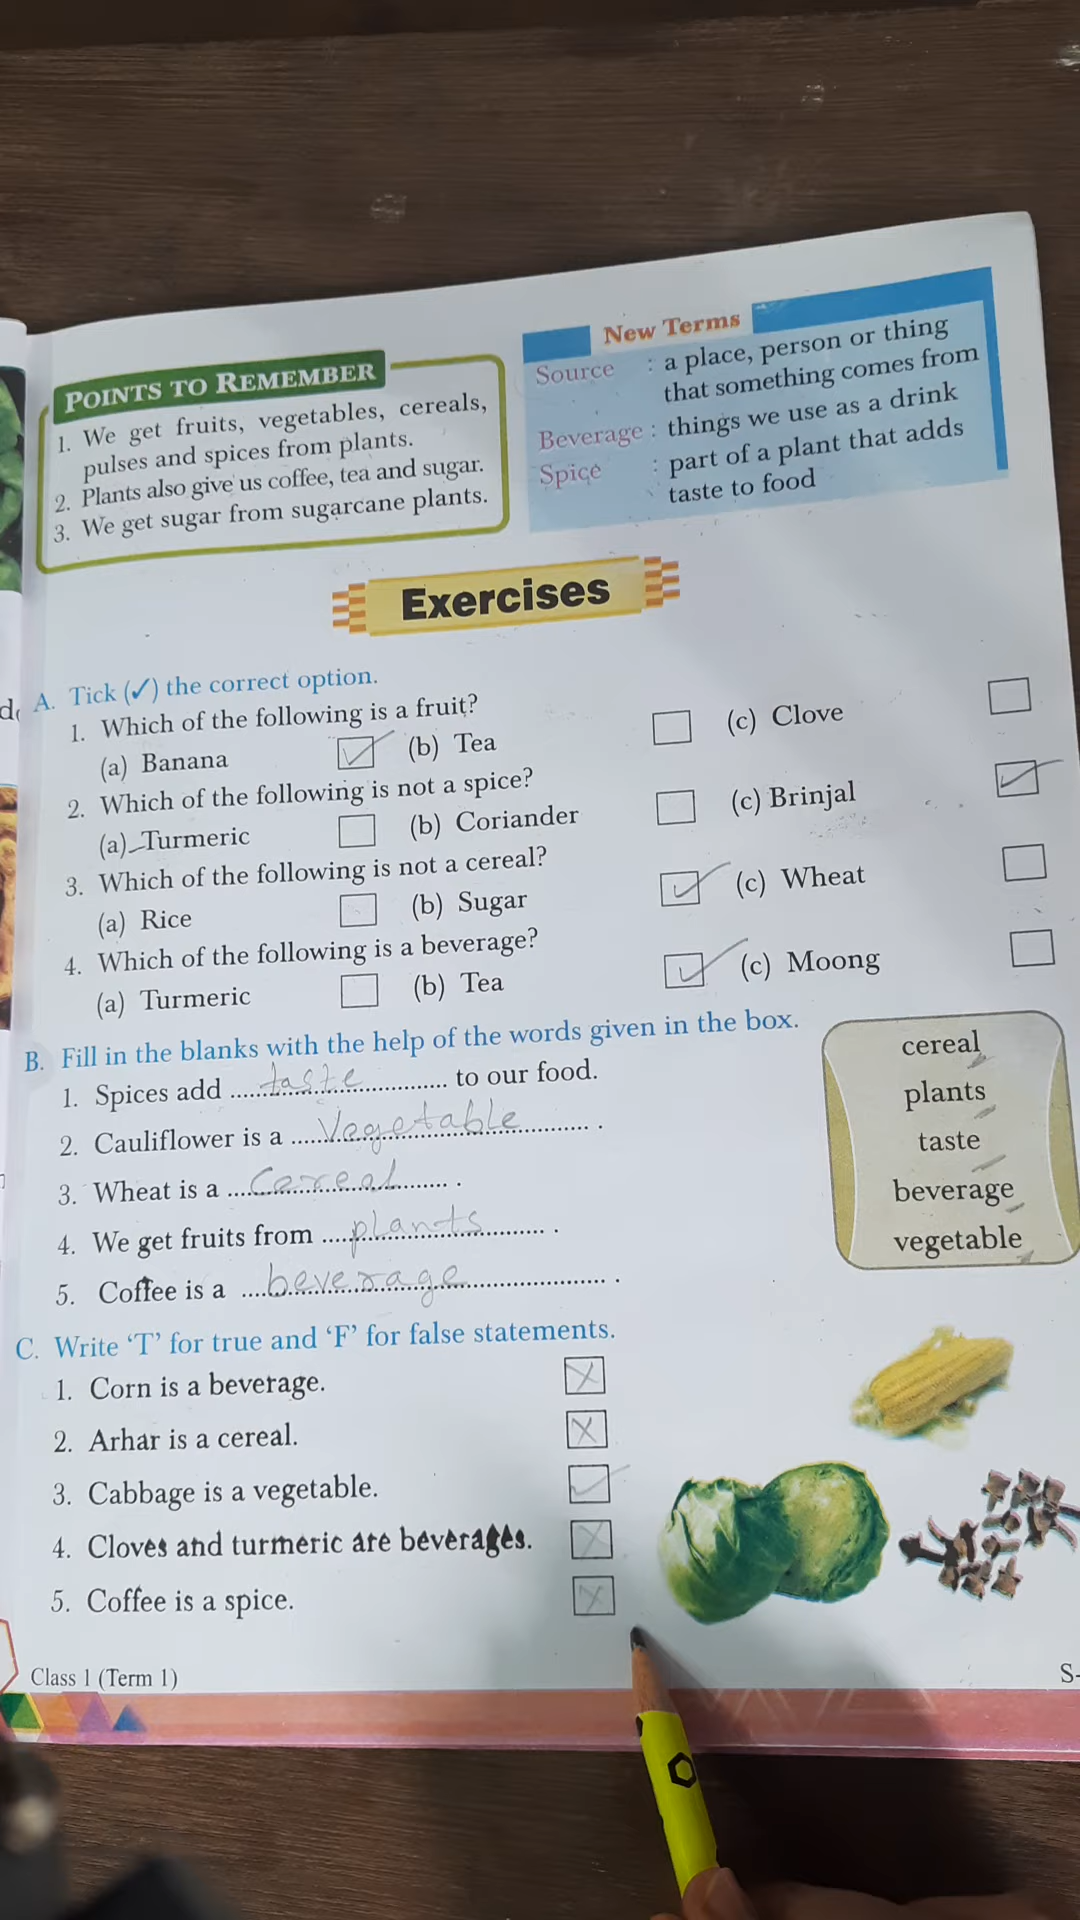 POINTS TO REMEMBER
1. We get fruits, vegetables, cereals,
pulses and spices from plants.
2. Plants also give us coffee, tea and sugar.
3. We get sugar from sugarcane plants.
New Terms
Source : a place, person or thing
that something comes from
Beverage : things we use as a drink
Spice : part of a plant that adds
taste to food
Exercises
A. Tick (✓) the correct option.
1. Which of the following is a fruit?
(a) Banana ✓ (b) Tea (c) Clove
2. Which of the following is not a spice?
(a) Turmeric (b) Coriander (c) Brinjal ✓
3. Which of the following is not a cereal?
(a) Rice (b) Sugar ✓ (c) Wheat
4. Which of the following is a beverage?
(a) Turmeric (b) Tea ✓ (c) Moong
B. Fill in the blanks with the help of the words given in the box.
1. Spices add taste to our food.
2. Cauliflower is a Vegetable.
3. Wheat is a Cereal.
4. We get fruits from plants.
5. Coffee is a beverage.
cereal
plants
taste
beverage
vegetable
C. Write 'T' for true and 'F' for false statements.
1. Corn is a beverage. X
2. Arhar is a cereal. X
3. Cabbage is a vegetable. ✓
4. Cloves and turmeric are beverages. X
5. Coffee is a spice. X
Class 1 (Term 1)
S-